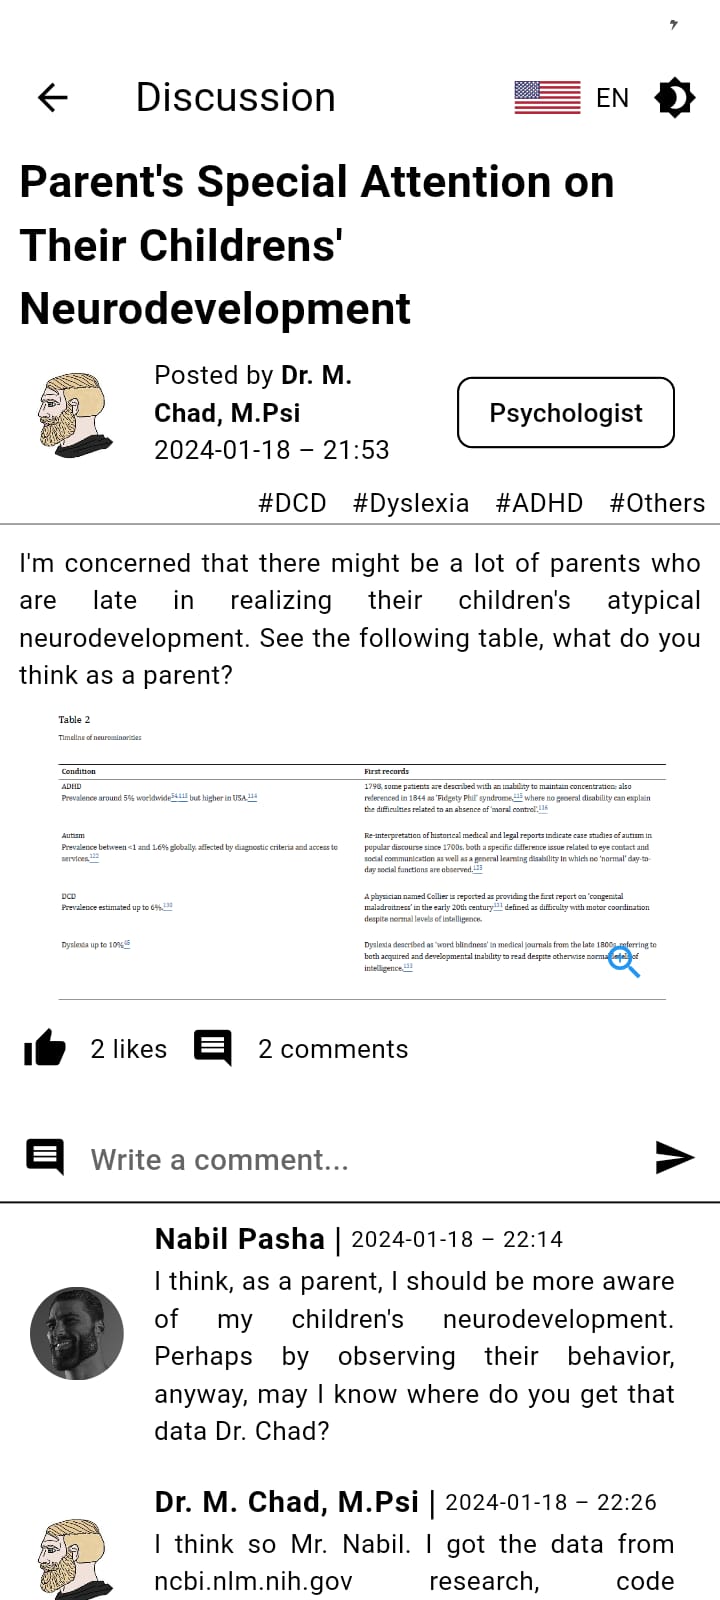 Discussion
EN
Parent's Special Attention on
Their Childrens'
Neurodevelopment
Posted by Dr. M.
Chad, M.Psi
2024-01-18 – 21:53
Psychologist
#DCD #Dyslexia #ADHD #Others
I'm concerned that there might be a lot of parents who
are late in realizing their children's atypical
neurodevelopment. See the following table, what do you
think as a parent?
Table 2
Timeline of neurominorities
Condition First records
ADHD
Prevalence around 5% worldwide54,113 but higher in USA.114
1798, some patients are described with an inability to maintain concentration; also
referenced in 1844 as 'Fidgety Phil' syndrome,115 where no general disability can explain
the difficulties related to an absence of 'moral control'.116
Autism
Prevalence between <1 and 1.6% globally, affected by diagnostic criteria and access to
services.122
Re-interpretation of historical medical and legal reports indicate case studies of autism in
popular discourse since 1700s, both a specific difference issue related to eye contact and
social communication as well as a general learning disability in which no 'normal' day-to-
day social functions are observed.123
DCD
Prevalence estimated up to 6%.130
A physician named Collier is reported as providing the first report on 'congenital
maladroitness' in the early 20th century131 defined as difficulty with motor coordination
despite normal levels of intelligence.
Dyslexia up to 10%65
Dyslexia described as 'word blindness' in medical journals from the late 1800s, referring to
both acquired and developmental inability to read despite otherwise normal levels of
intelligence.133
2 likes 2 comments
Write a comment...
Nabil Pasha | 2024-01-18 – 22:14
I think, as a parent, I should be more aware
of my children's neurodevelopment.
Perhaps by observing their behavior,
anyway, may I know where do you get that
data Dr. Chad?
Dr. M. Chad, M.Psi | 2024-01-18 – 22:26
I think so Mr. Nabil. I got the data from
ncbi.nlm.nih.gov research, code